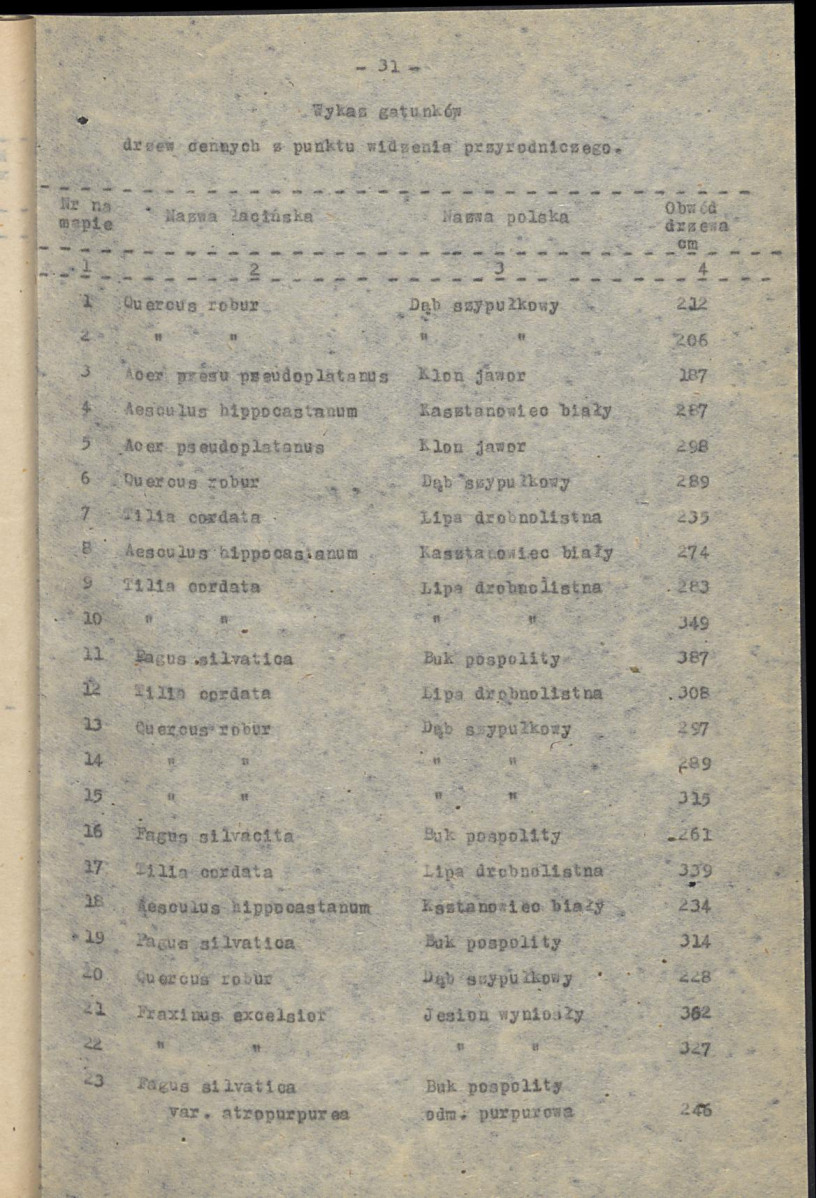 - 31 -
Wykaz gatunków
drzew cennych z punktu widzenia przyrodniczego.
Nr na mapie Nazwa łacińska Nazwa polska Obwód drzewa cm
1 2 3 4
1 Quercus robur Dąb szypułkowy 212
2 " " " " 206
3 Acer presu pseudoplatanus Klon jawor 187
4 Aesculus hippocastanum Kasztanowiec biały 287
5 Acer pseudoplatanus Klon jawor 298
6 Quercus robur Dąb szypułkowy 289
7 Tilia cordata Lipa drobnolistna 235
8 Aesculus hippocastanum Kasztanowiec biały 274
9 Tilia cordata Lipa drobnolistna 283
10 " " " " 349
11 Fagus silvatica Buk pospolity 387
12 Tilia cordata Lipa drobnolistna 308
13 Quercus robur Dąb szypułkowy 297
14 " " " " 289
15 " " " " 315
16 Fagus silvacita Buk pospolity 261
17 Tilia cordata Lipa drobnolistna 339
18 Aesculus hippocastanum Ksztanowiec biały 234
19 Fagus silvatica Buk pospolity 314
20 Quercus robur Dąb szypułkowy 228
21 Fraxinus excelsior Jesion wyniosły 362
22 " " " " 327
23 Fagus silvatica Buk pospolity
var. atropurpurea odm. purpurowa 246